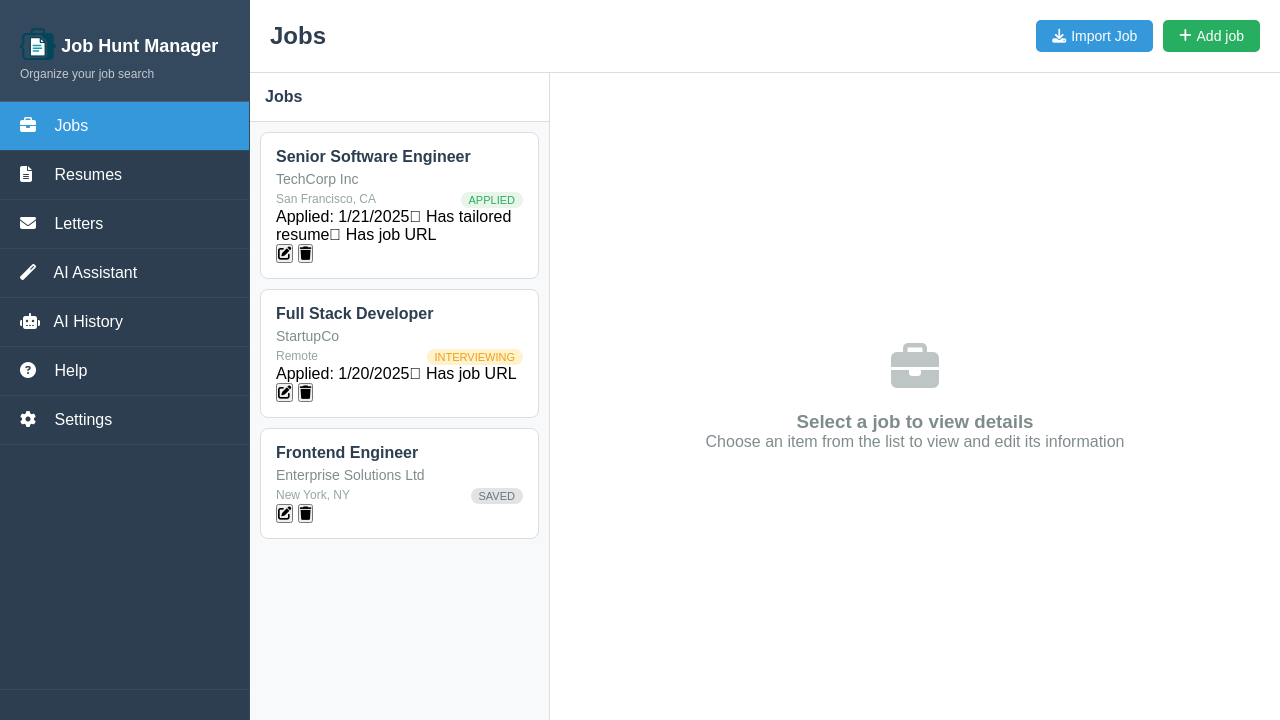 Job Hunt Manager
Organize your job search
Jobs
Resumes
Letters
AI Assistant
AI History
Help
Settings
Jobs
Import Job
Add job
Jobs
Senior Software Engineer
TechCorp Inc
San Francisco, CA
APPLIED
Applied: 1/21/2025 Has tailored
resume Has job URL
Full Stack Developer
StartupCo
Remote
INTERVIEWING
Applied: 1/20/2025 Has job URL
Frontend Engineer
Enterprise Solutions Ltd
New York, NY
SAVED
Select a job to view details
Choose an item from the list to view and edit its information